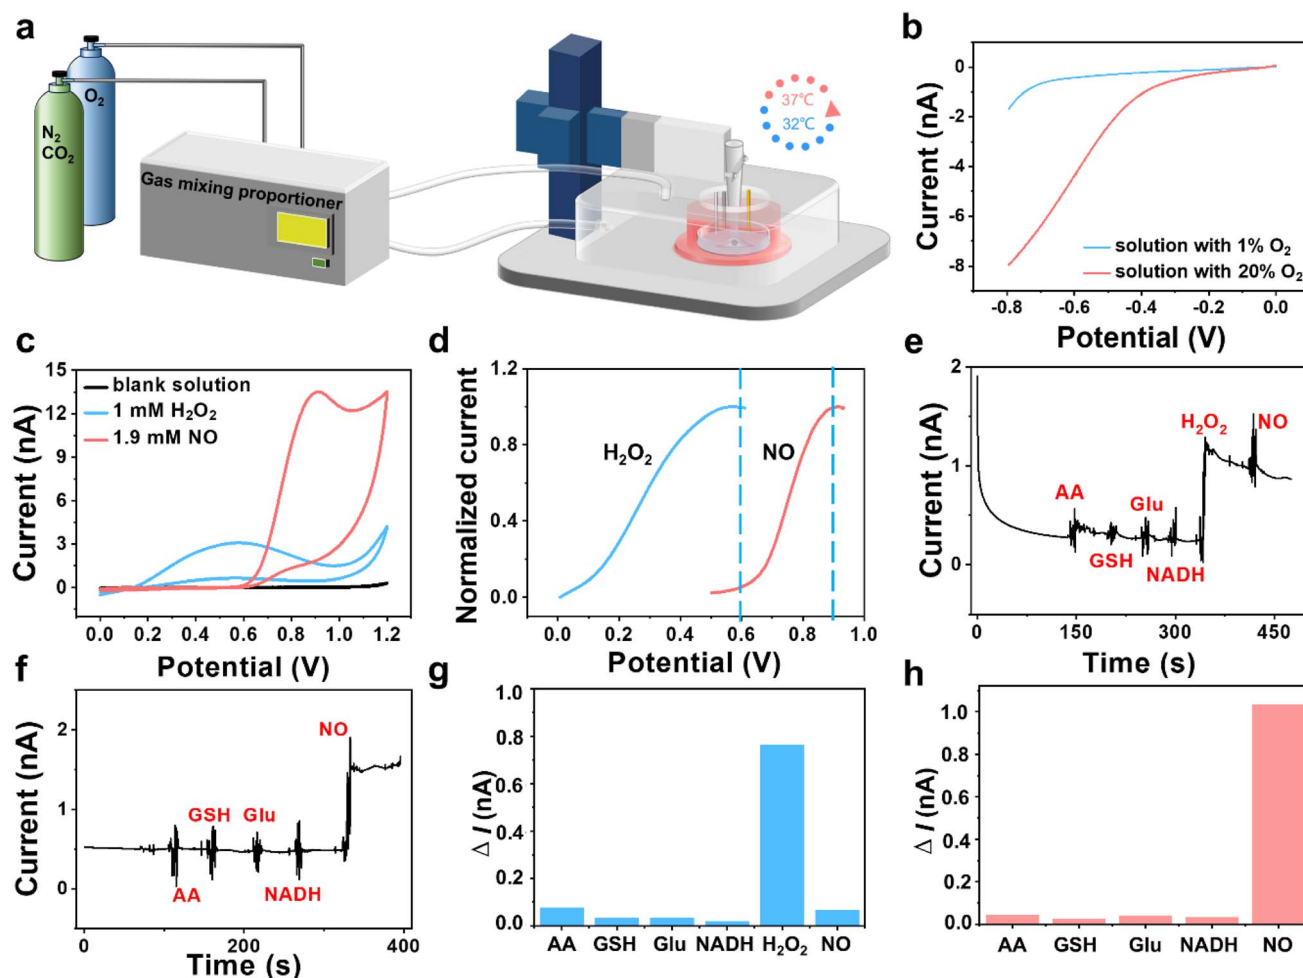 a
O₂
N₂
CO₂
Gas mixing proportioner
37℃
32℃
b
0
-2
-4
-6
-8
Current (nA)
solution with 1% O₂
solution with 20% O₂
-0.8
-0.6
-0.4
-0.2
0.0
Potential (V)
c
15
12
9
6
3
0
Current (nA)
blank solution
1 mM H₂O₂
1.9 mM NO
0.0
0.2
0.4
0.6
0.8
1.0
1.2
Potential (V)
d
1.2
0.8
0.4
0.0
Normalized current
H₂O₂
NO
0.0
0.2
0.4
0.6
0.8
1.0
Potential (V)
e
2
1
0
Current (nA)
AA
GSH
Glu
NADH
H₂O₂
NO
0
150
300
450
Time (s)
f
2
1
0
Current (nA)
AA
GSH
Glu
NADH
NO
0
200
400
Time (s)
g
1.0
0.8
0.6
0.4
0.2
0.0
Δ I (nA)
AA
GSH
Glu
NADH
H₂O₂
NO
h
1.0
0.8
0.6
0.4
0.2
0.0
Δ I (nA)
AA
GSH
Glu
NADH
NO